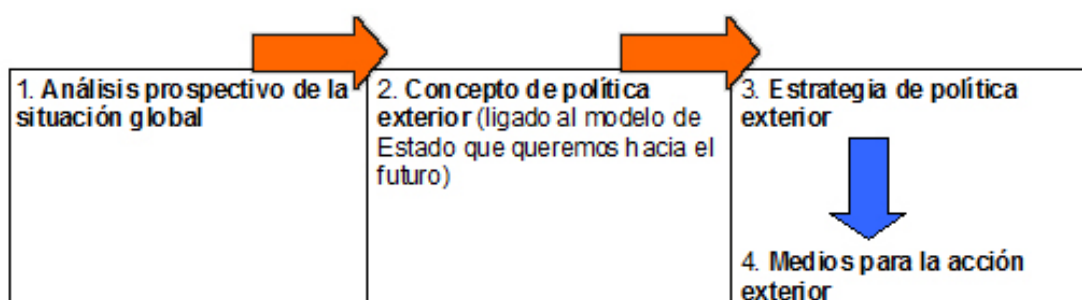 1. Análisis prospectivo de la
situación global
2. Concepto de política
exterior (ligado al modelo de
Estado que queremos hacia el
futuro)
3. Estrategia de política
exterior
4. Medios para la acción
exterior